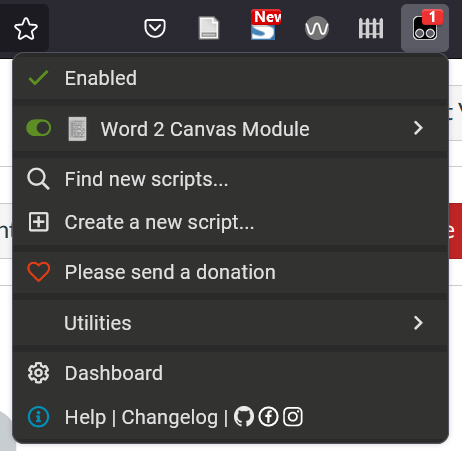 New
1
Enabled
Word 2 Canvas Module
Find new scripts...
Create a new script...
Please send a donation
Utilities
Dashboard
Help | Changelog |